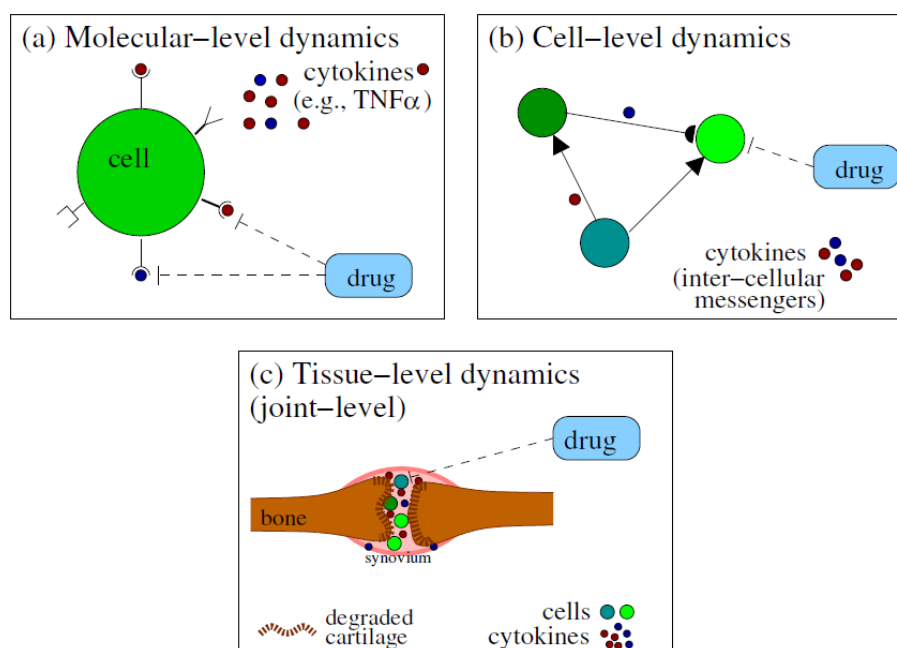 (a) Molecular−level dynamics
cytokines
(e.g., TNFα)
cell
drug
(b) Cell−level dynamics
drug
cytokines
(inter−cellular
messengers)
(c) Tissue−level dynamics
(joint−level)
drug
bone
synovium
degraded
cartilage
cells
cytokines